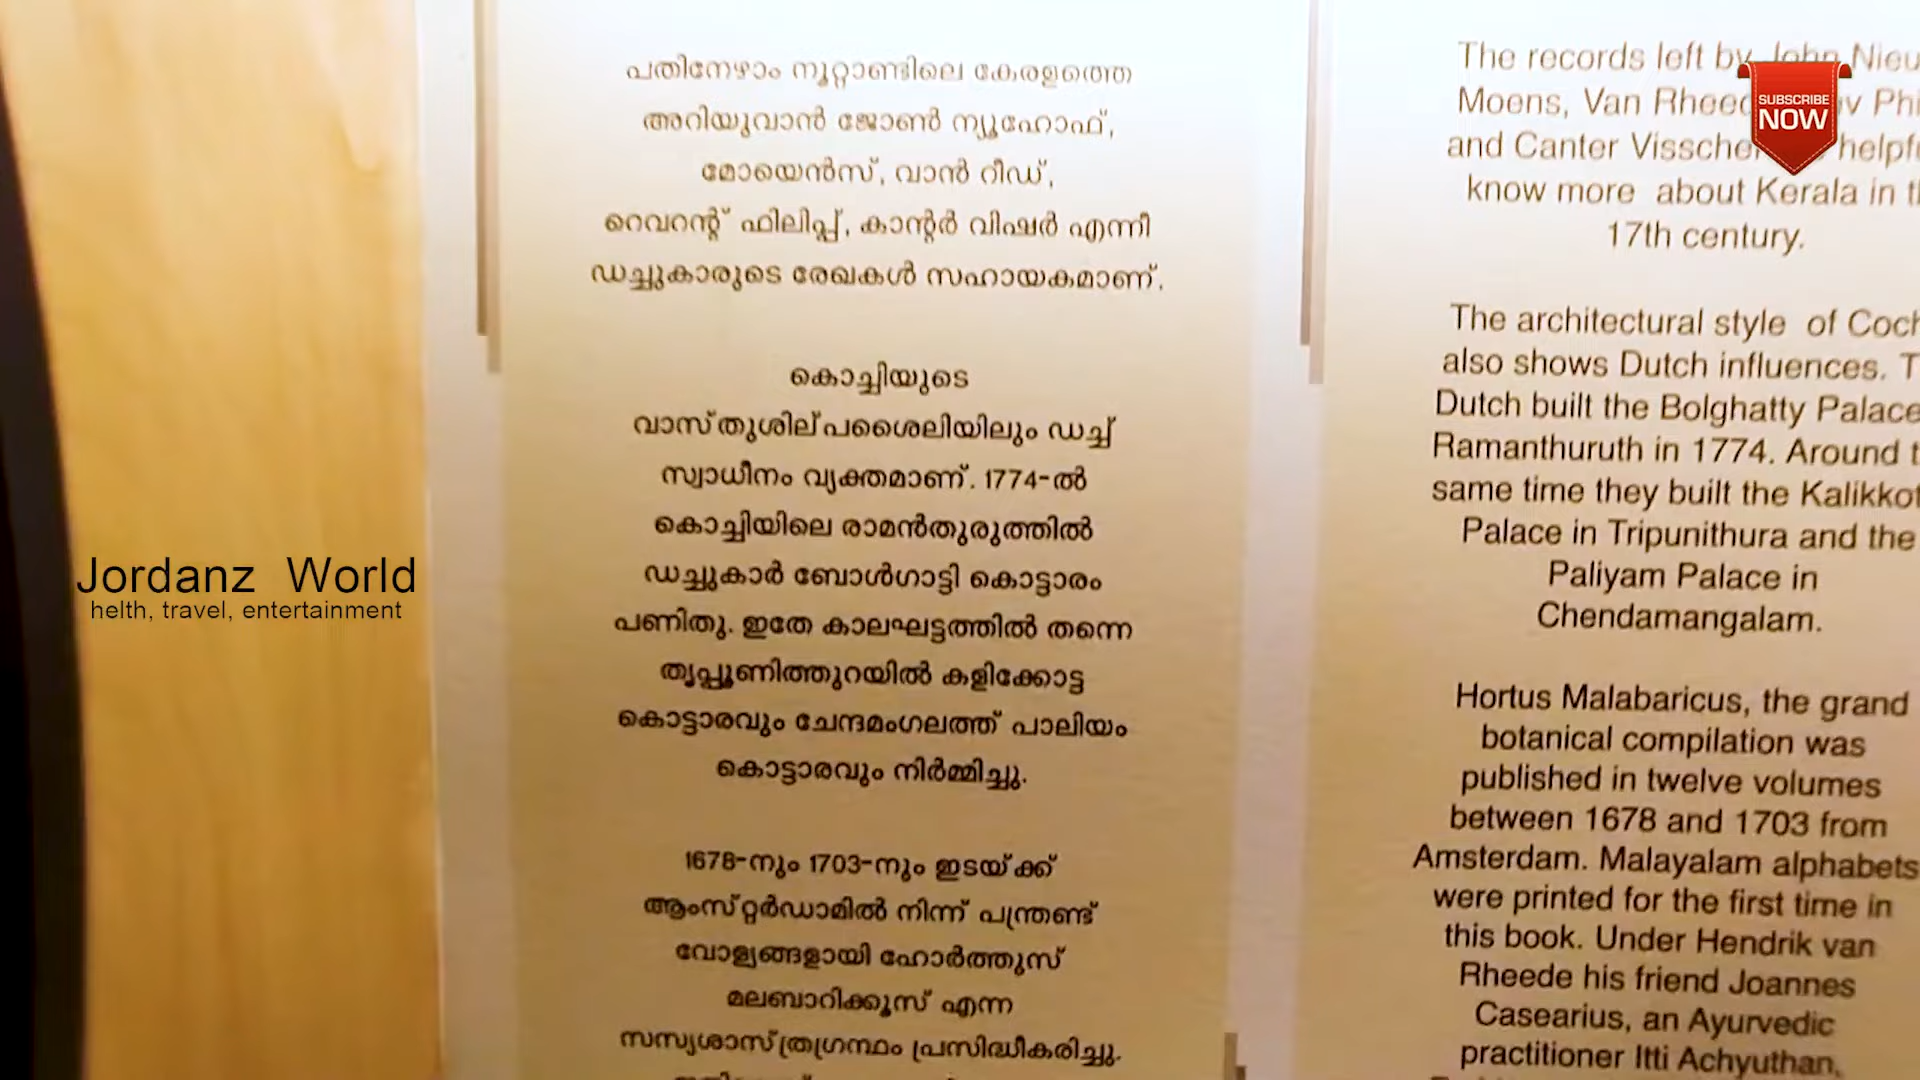 പതിനേഴാം നൂറ്റാണ്ടിലെ കേരളത്തെ
അറിയുവാൻ ജോൺ ന്യൂഹോഫ്,
മോയെൻസ്, വാൻ റീഡ്,
റെവറന്റ് ഫിലിപ്പ്, കാന്റർ വിഷർ എന്നീ
ഡച്ചുകാരുടെ രേഖകൾ സഹായകമാണ്.
കൊച്ചിയുടെ
വാസ്തുശില്പശൈലിയിലും ഡച്ച്
സ്വാധീനം വ്യക്തമാണ്. 1774-ൽ
കൊച്ചിയിലെ രാമൻതുരുത്തിൽ
ഡച്ചുകാർ ബോൾഗാട്ടി കൊട്ടാരം
പണിതു. ഇതേ കാലഘട്ടത്തിൽ തന്നെ
തൃപ്പൂണിത്തുറയിൽ കളിക്കോട്ട
കൊട്ടാരവും ചേന്ദമംഗലത്ത് പാലിയം
കൊട്ടാരവും നിർമ്മിച്ചു.
1678-നും 1703-നും ഇടയ്ക്ക്
ആംസ്റ്റർഡാമിൽ നിന്ന് പന്ത്രണ്ട്
വോള്യങ്ങളായി ഹോർത്തുസ്
മലബാറിക്കൂസ് എന്ന
സസ്യശാസ്ത്രഗ്രന്ഥം പ്രസിദ്ധീകരിച്ചു.
The records left by John
Moens, Van
and Canter
know more about Kerala in
17th century.
The architectural style of
also shows Dutch influences.
Dutch built the Bolghatty Palace
Ramanthuruth in 1774. Around
same time they built the
Palace in Tripunithura and the
Paliyam Palace in
Chendamangalam.
Hortus Malabaricus, the grand
botanical compilation was
published in twelve volumes
between 1678 and 1703 from
Amsterdam. Malayalam alphabets
were printed for the first time in
this book. Under Hendrik van
Rheede his friend Joannes
Casearius, an Ayurvedic
practitioner Itti Achyuthan,
SUBSCRIBE
NOW
Jordanz World
helth, travel, entertainment